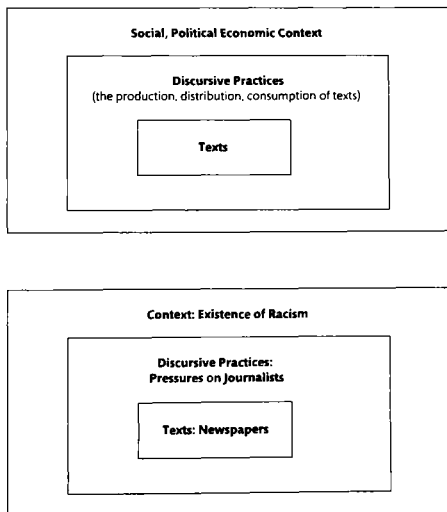 Social, Political Economic Context
Discursive Practices
(the production, distribution, consumption of texts)
Texts
Context: Existence of Racism
Discursive Practices:
Pressures on Journalists
Texts: Newspapers